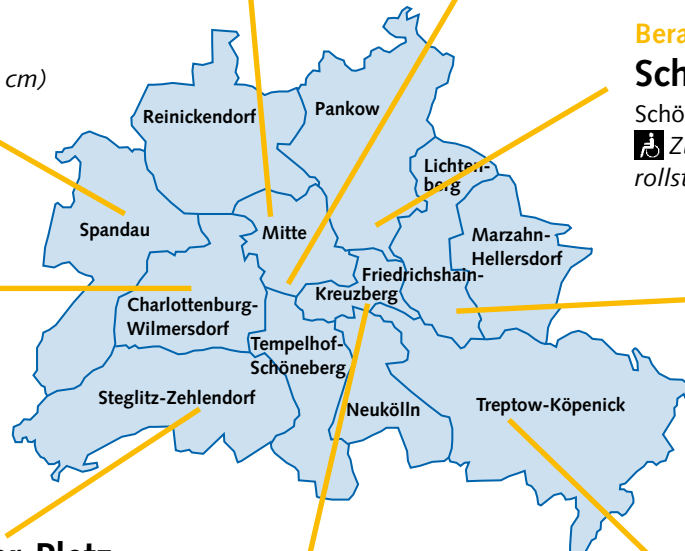 cm)
Bera
Sch
Schö
Zu
rollst
Reinickendorf
Pankow
Lichten-
berg
Spandau
Mitte
Marzahn-
Hellersdorf
Friedrichshain-
Kreuzberg
Charlottenburg-
Wilmersdorf
Tempelhof-
Schöneberg
Steglitz-Zehlendorf
Neukölln
Treptow-Köpenick
Platz